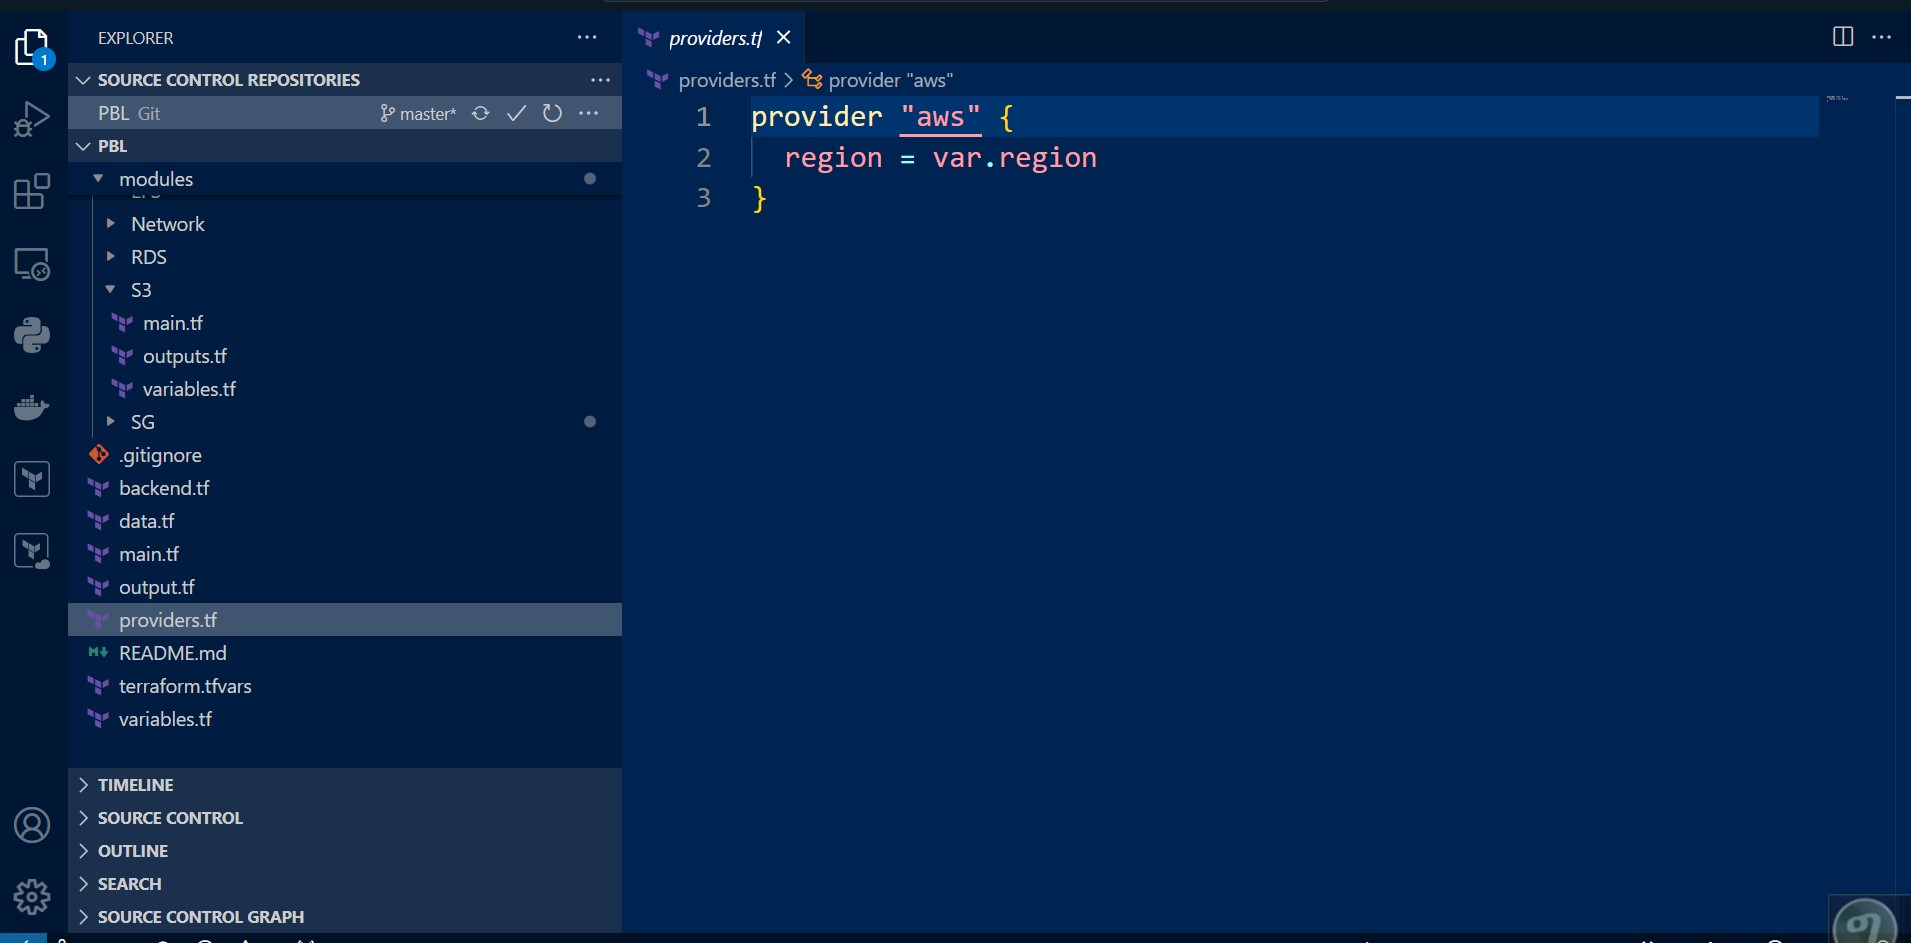 1
EXPLORER
SOURCE CONTROL REPOSITORIES
PBL Git master*
PBL
modules
Network
RDS
S3
main.tf
outputs.tf
variables.tf
SG
.gitignore
backend.tf
data.tf
main.tf
output.tf
providers.tf
README.md
terraform.tfvars
variables.tf
TIMELINE
SOURCE CONTROL
OUTLINE
SEARCH
SOURCE CONTROL GRAPH
providers.tf
providers.tf > provider "aws"
1 provider "aws" {
2 region = var.region
3 }